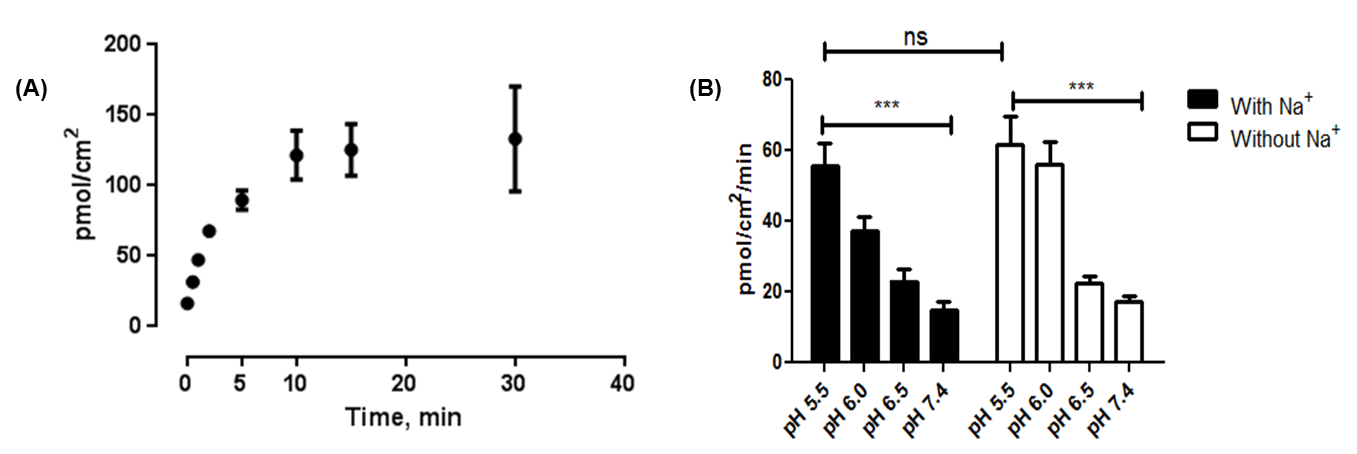 (A)
200
150
100
50
0
pmol/cm²
0 5 10 20 30 40
Time, min
(B)
ns
***
***
80
60
40
20
0
pmol/cm²/min
pH 5.5 pH 6.0 pH 6.5 pH 7.4 pH 5.5 pH 6.0 pH 6.5 pH 7.4
With Na⁺
Without Na⁺